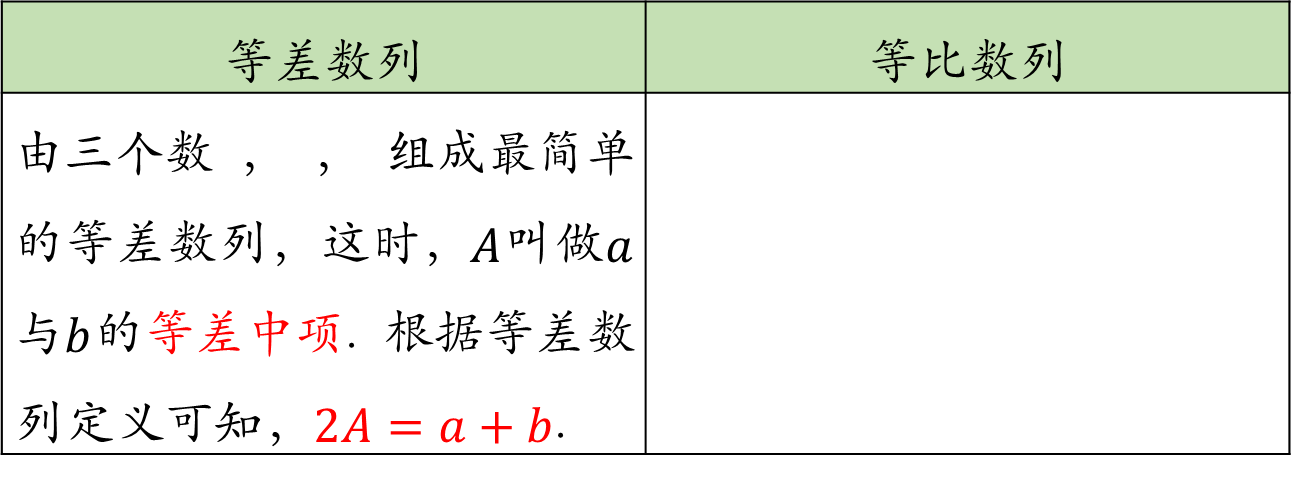 等差数列
等比数列
由三个数 ， ， 组成最简单
的等差数列，这时，A叫做a
与b的等差中项. 根据等差数
列定义可知，2A = a + b.